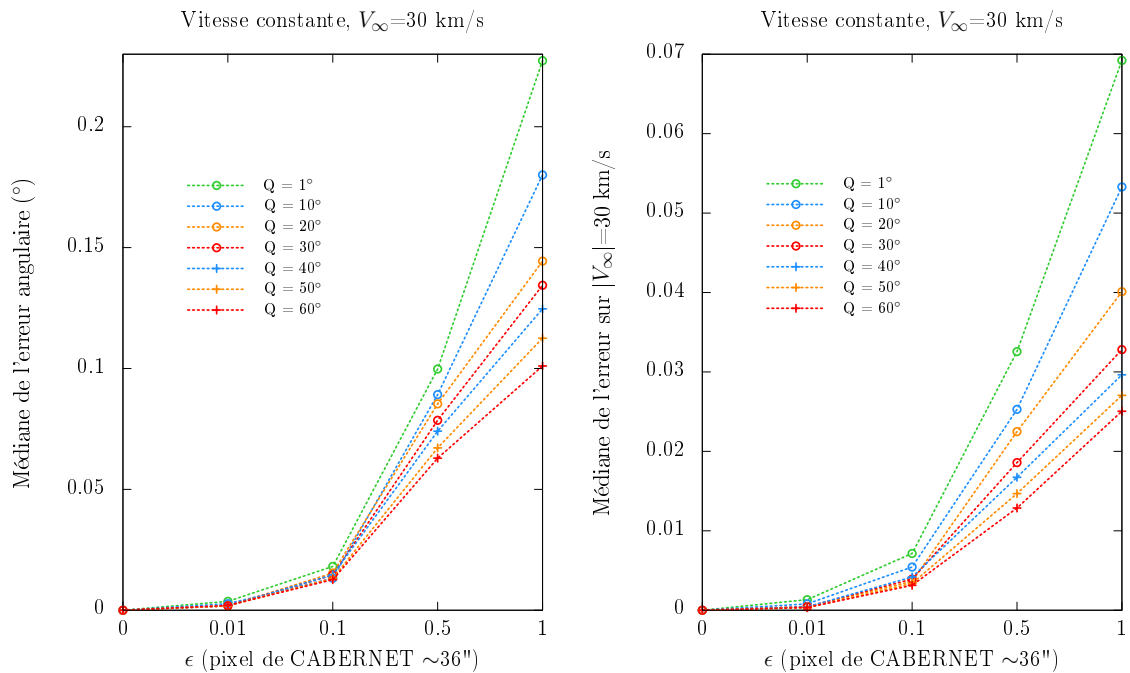 Vitesse constante, V∞=30 km/s
Médiane de l'erreur angulaire (°)
0.2
0.15
0.1
0.05
0
Q = 1°
Q = 10°
Q = 20°
Q = 30°
Q = 40°
Q = 50°
Q = 60°
0 0.01 0.1 0.5 1
ϵ (pixel de CABERNET ∼36")
Vitesse constante, V∞=30 km/s
Médiane de l'erreur sur |V∞|=30 km/s
0.07
0.06
0.05
0.04
0.03
0.02
0.01
0
Q = 1°
Q = 10°
Q = 20°
Q = 30°
Q = 40°
Q = 50°
Q = 60°
0 0.01 0.1 0.5 1
ϵ (pixel de CABERNET ∼36")